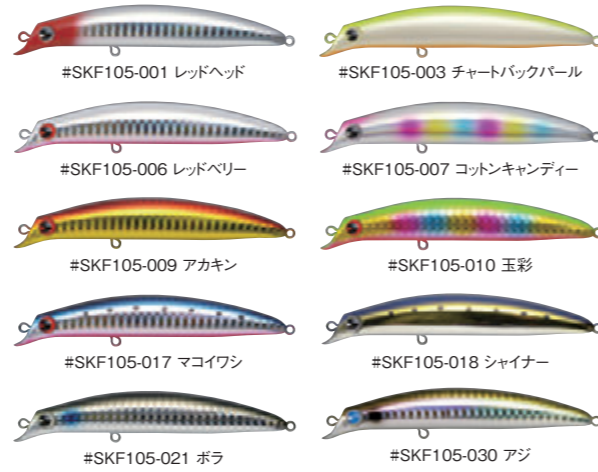 #SKF105-001 レッドヘッド
#SKF105-003 チャートバックパール
#SKF105-006 レッドベリー
#SKF105-007 コットンキャンディー
#SKF105-009 アカキン
#SKF105-010 玉彩
#SKF105-017 マコイワシ
#SKF105-018 シャイナー
#SKF105-021 ボラ
#SKF105-030 アジ